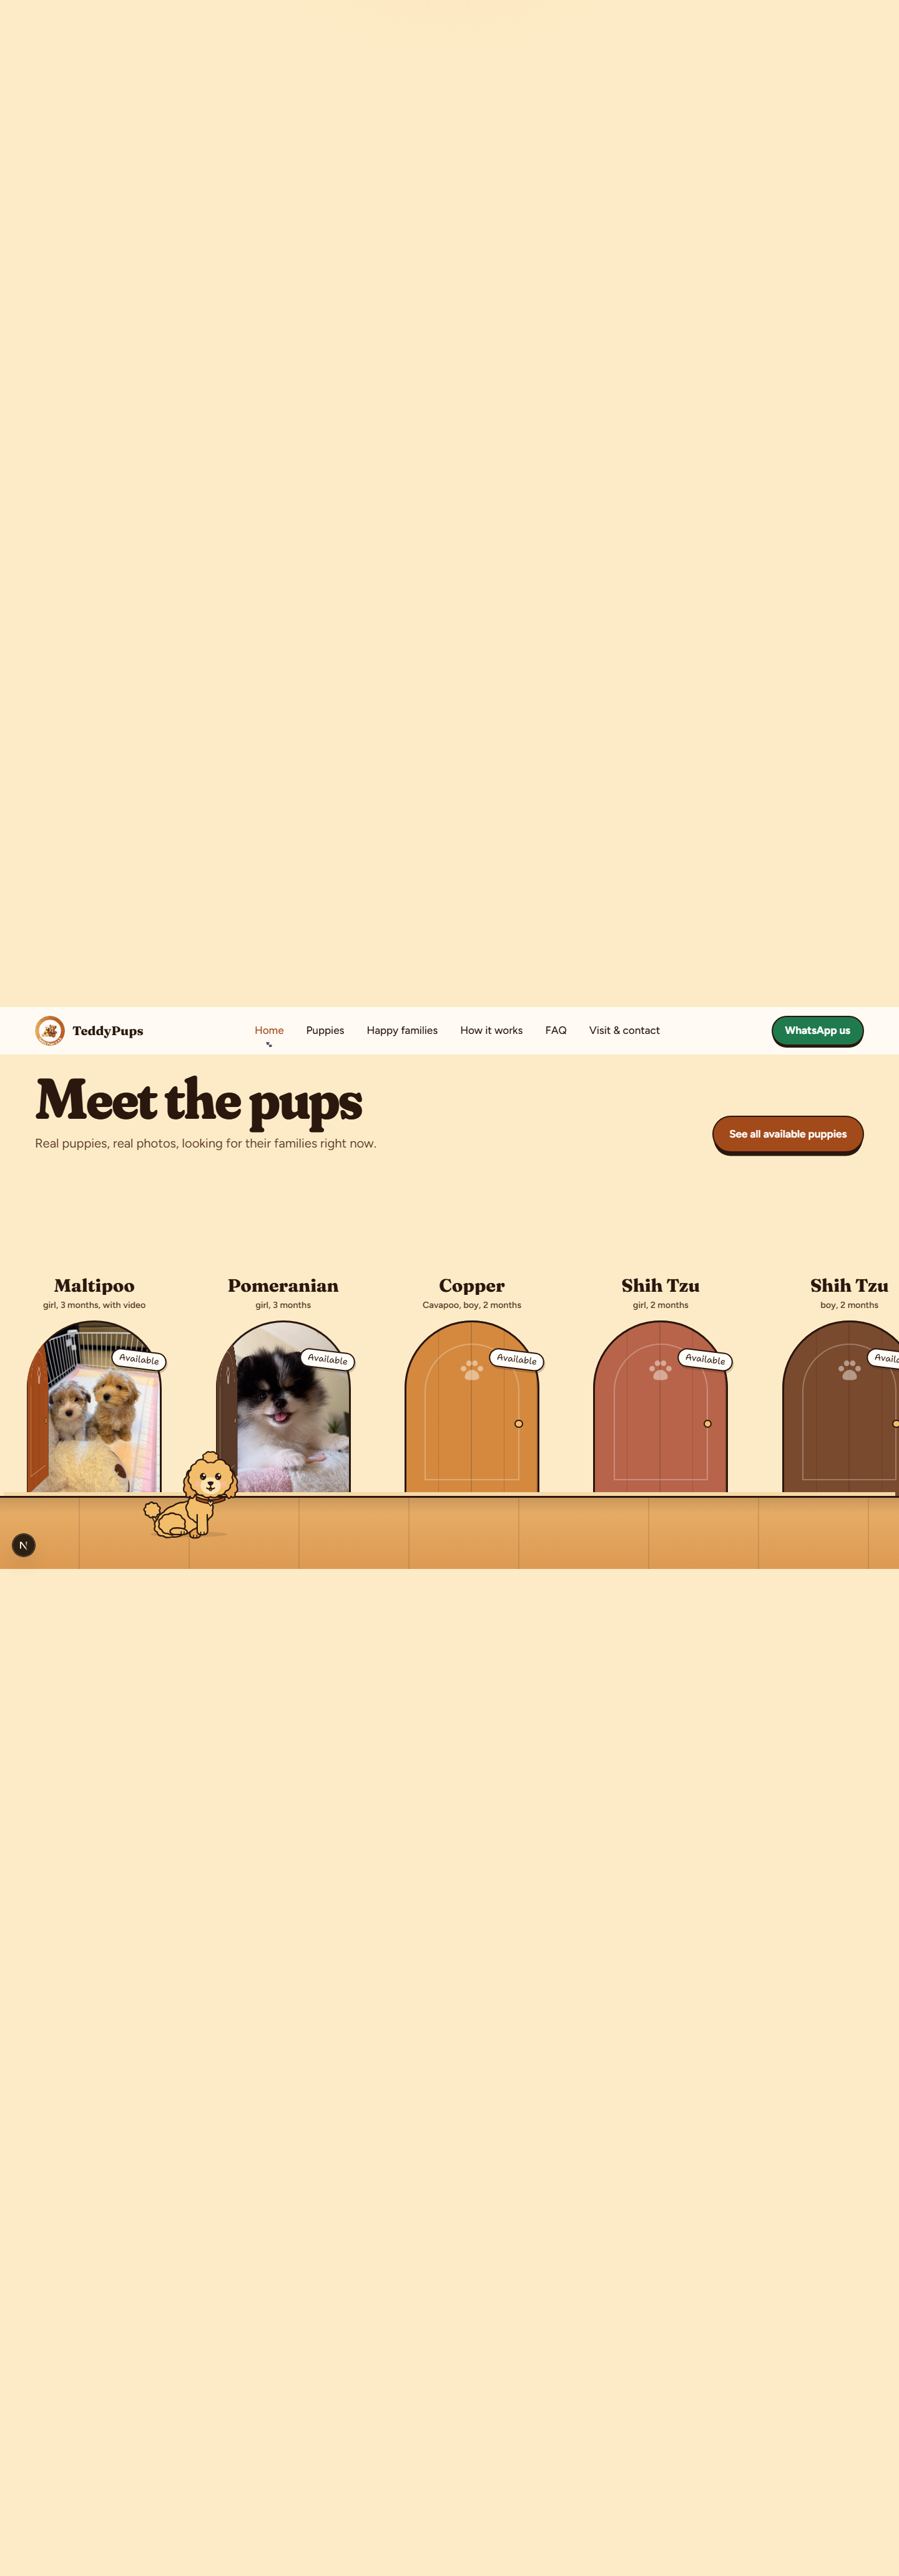 TeddyPups
Home
Puppies
Happy families
How it works
FAQ
Visit & contact
WhatsApp us
Meet the pups
Real puppies, real photos, looking for their families right now.
See all available puppies
Maltipoo
girl, 3 months, with video
Available
Pomeranian
girl, 3 months
Available
Copper
Cavapoo, boy, 2 months
Available
Shih Tzu
girl, 2 months
Available
Shih Tzu
boy, 2 months
N